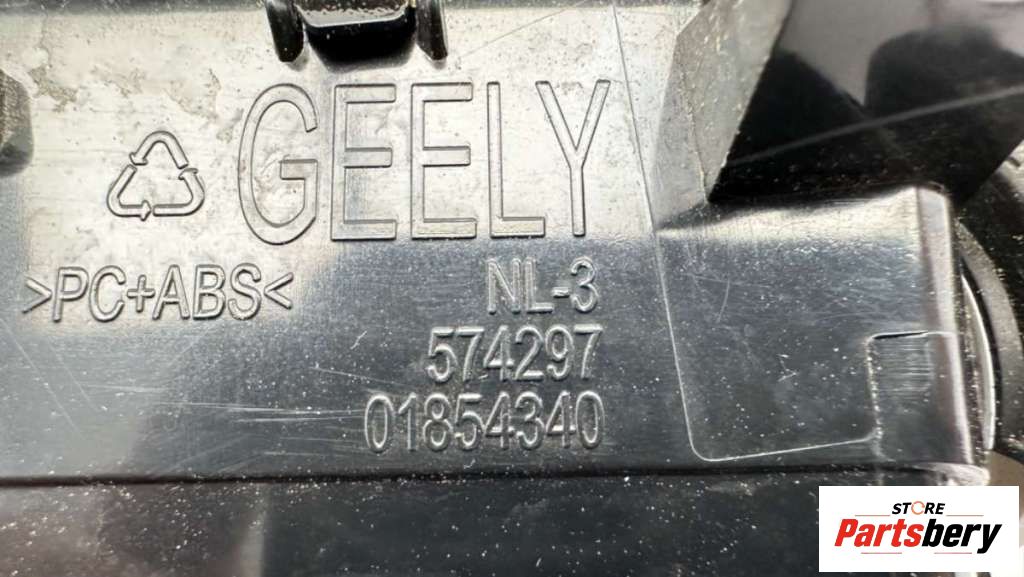 GEELY
>PC+ABS<
NL-3
574297
01854340
STORE
Partsbery